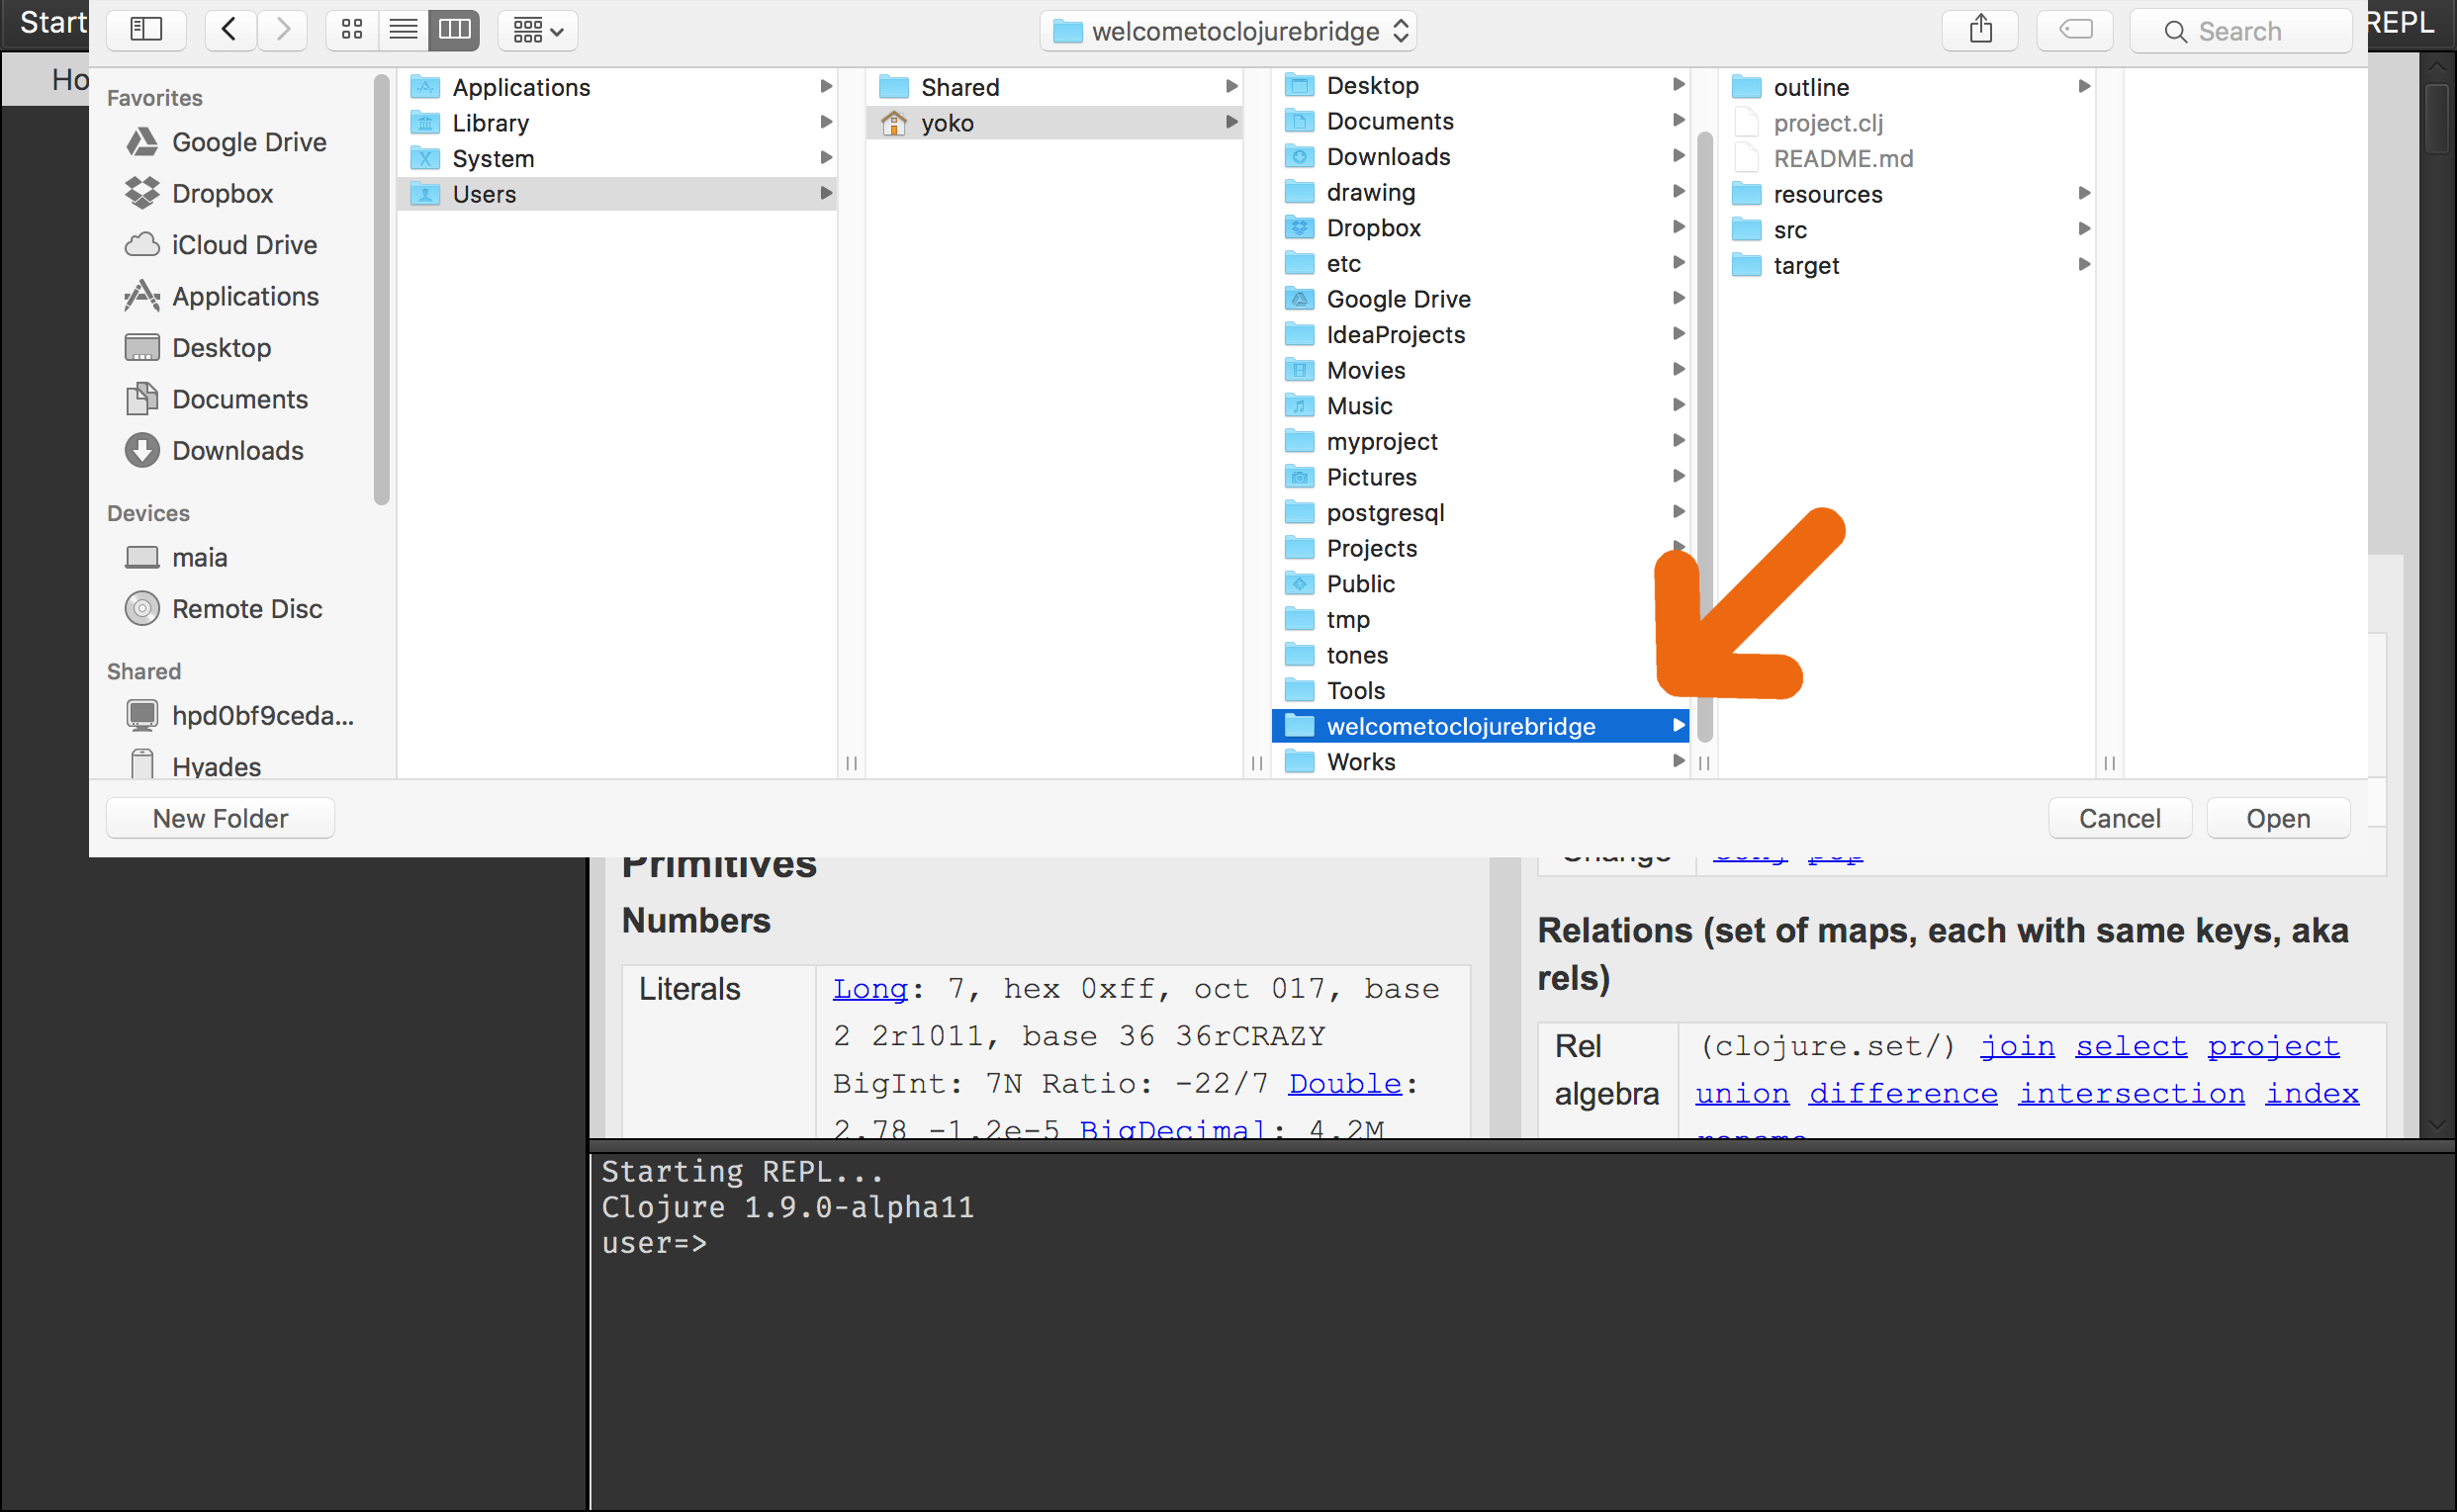 Start
welcometoclojurebridge
Search
REPL
Ho
Favorites
Google Drive
Dropbox
iCloud Drive
Applications
Desktop
Documents
Downloads
Devices
maia
Remote Disc
Shared
hpd0bf9ceda...
Hyades
Applications
Library
System
Users
Shared
yoko
Desktop
Documents
Downloads
drawing
Dropbox
etc
Google Drive
IdeaProjects
Movies
Music
myproject
Pictures
postgresql
Projects
Public
tmp
tones
Tools
welcometoclojurebridge
Works
outline
project.clj
README.md
resources
src
target
New Folder
Cancel
Open
Primitives
Numbers
Literals
Long: 7, hex 0xff, oct 017, base
2 2r1011, base 36 36rCRAZY
BigInt: 7N Ratio: -22/7 Double:
2.78 -1.2e-5 BigDecimal: 4.2M
Change
conj pop
Relations (set of maps, each with same keys, aka
rels)
Rel
algebra
(clojure.set/) join select project
union difference intersection index
rename
Starting REPL...
Clojure 1.9.0-alpha11
user=>